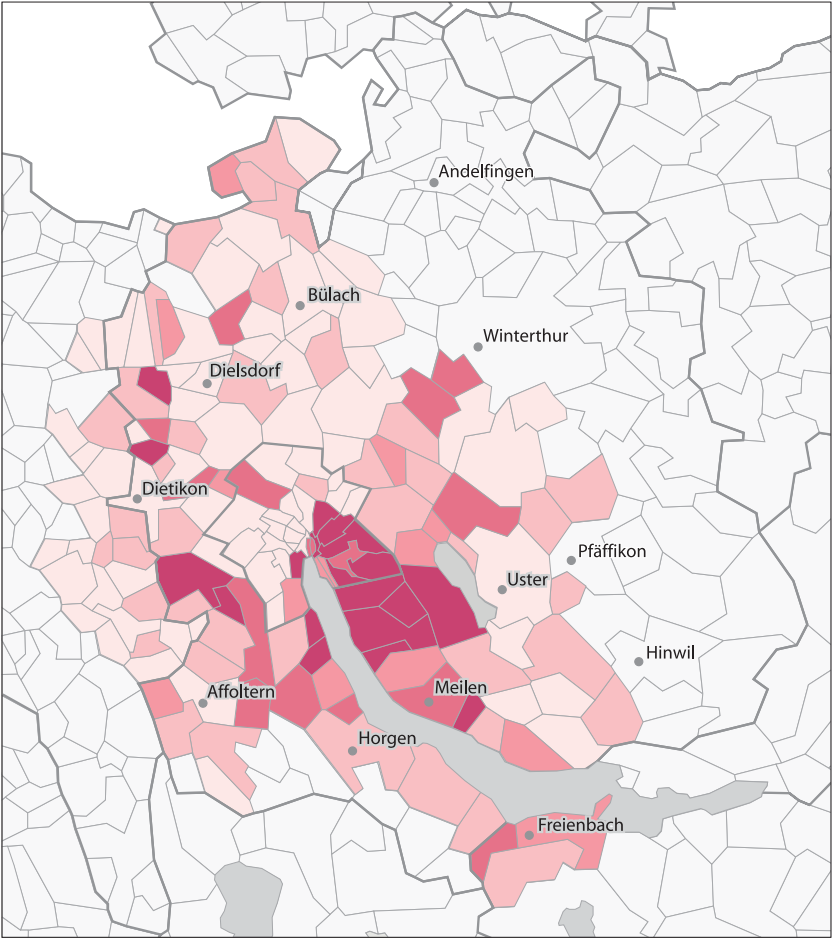 Andelfingen
Bülach
Winterthur
Dielsdorf
Dietikon
Pfäffikon
Uster
Hinwil
Affoltern
Meilen
Horgen
Freienbach